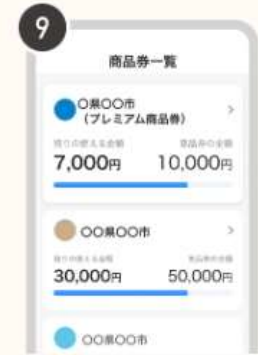 9
商品券一覧
○県○○市
（プレミアム商品券）
残りの使える金額 商品券の金額
7,000円 10,000円
○○県○○市
残りの使える金額 商品券の金額
30,000円 50,000円
○○県○○市